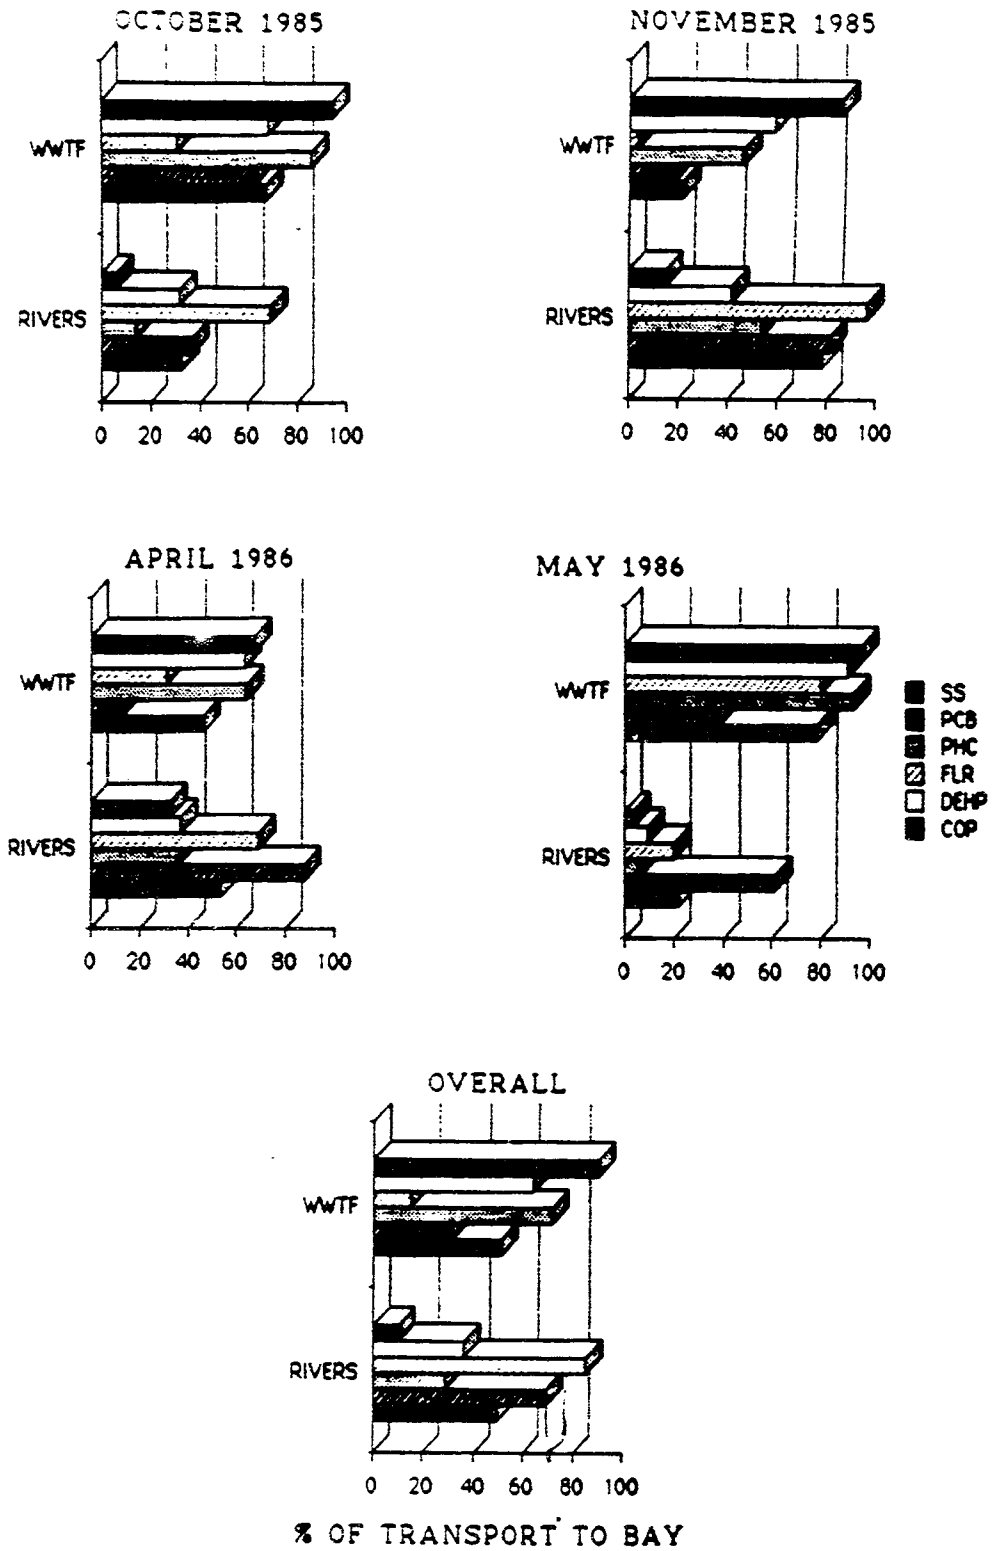 OCTOBER 1985
WWTF
RIVERS
0 20 40 60 80 100
NOVEMBER 1985
WWTF
RIVERS
0 20 40 60 80 100
APRIL 1986
WWTF
RIVERS
0 20 40 60 80 100
MAY 1986
WWTF
RIVERS
0 20 40 60 80 100
SS
PCB
PHC
FLR
DEHP
COP
OVERALL
WWTF
RIVERS
0 20 40 60 80 100
% OF TRANSPORT TO BAY